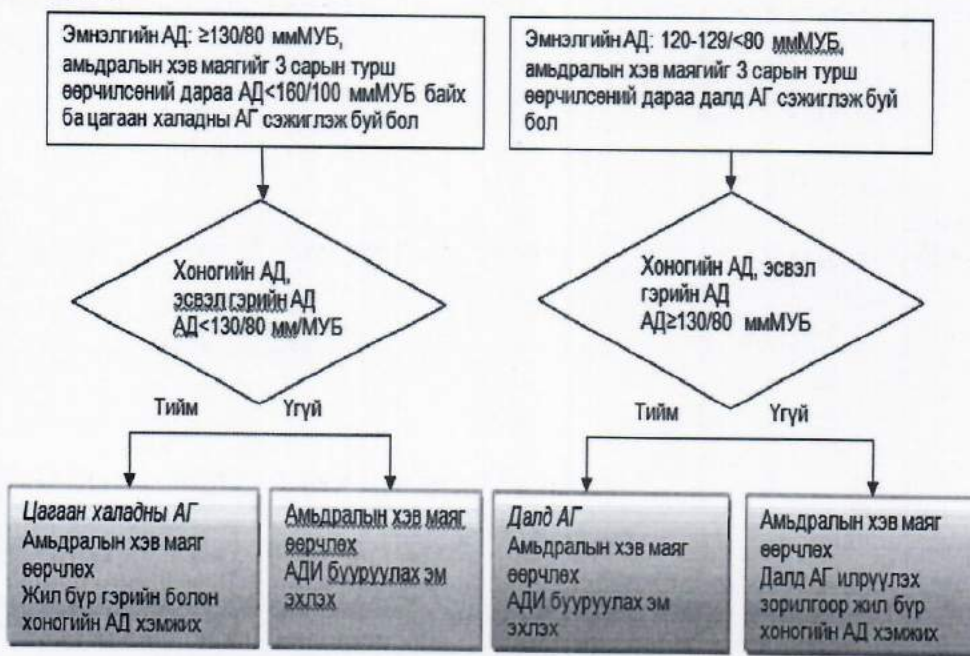 Эмнэлгийн АД: ≥130/80 ммМУБ,
амьдралын хэв маягийг 3 сарын турш
өөрчилсөний дараа АД<160/100 ммМУБ байх
ба цагаан халадны АГ сэжиглэж буй бол
Эмнэлгийн АД: 120-129/<80 ммМУБ,
амьдралын хэв маягийг 3 сарын турш
өөрчилсөний дараа далд АГ сэжиглэж буй
бол
Хоногийн АД,
эсвэл гэрийн АД
АД<130/80 мм/МУБ
Хоногийн АД, эсвэл
гэрийн АД
АД≥130/80 ммМУБ
Тийм Үгүй
Тийм Үгүй
Цагаан халадны АГ
Амьдралын хэв маяг
өөрчлөх
Жил бүр гэрийн болон
хоногийн АД хэмжих
Амьдралын хэв маяг
өөрчлөх
АДИ бууруулах эм
эхлэх
Далд АГ
Амьдралын хэв маяг
өөрчлөх
АДИ бууруулах эм
эхлэх
Амьдралын хэв маяг
өөрчлөх
Далд АГ илрүүлэх
зорилгоор жил бүр
хоногийн АД хэмжих